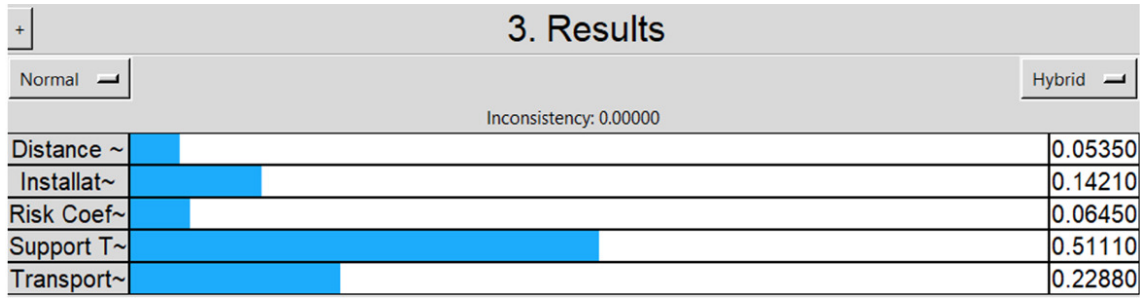 +
3. Results
Normal Hybrid
Inconsistency: 0.00000
Distance ~ 0.05350
Installat~ 0.14210
Risk Coef~ 0.06450
Support T~ 0.51110
Transport~ 0.22880